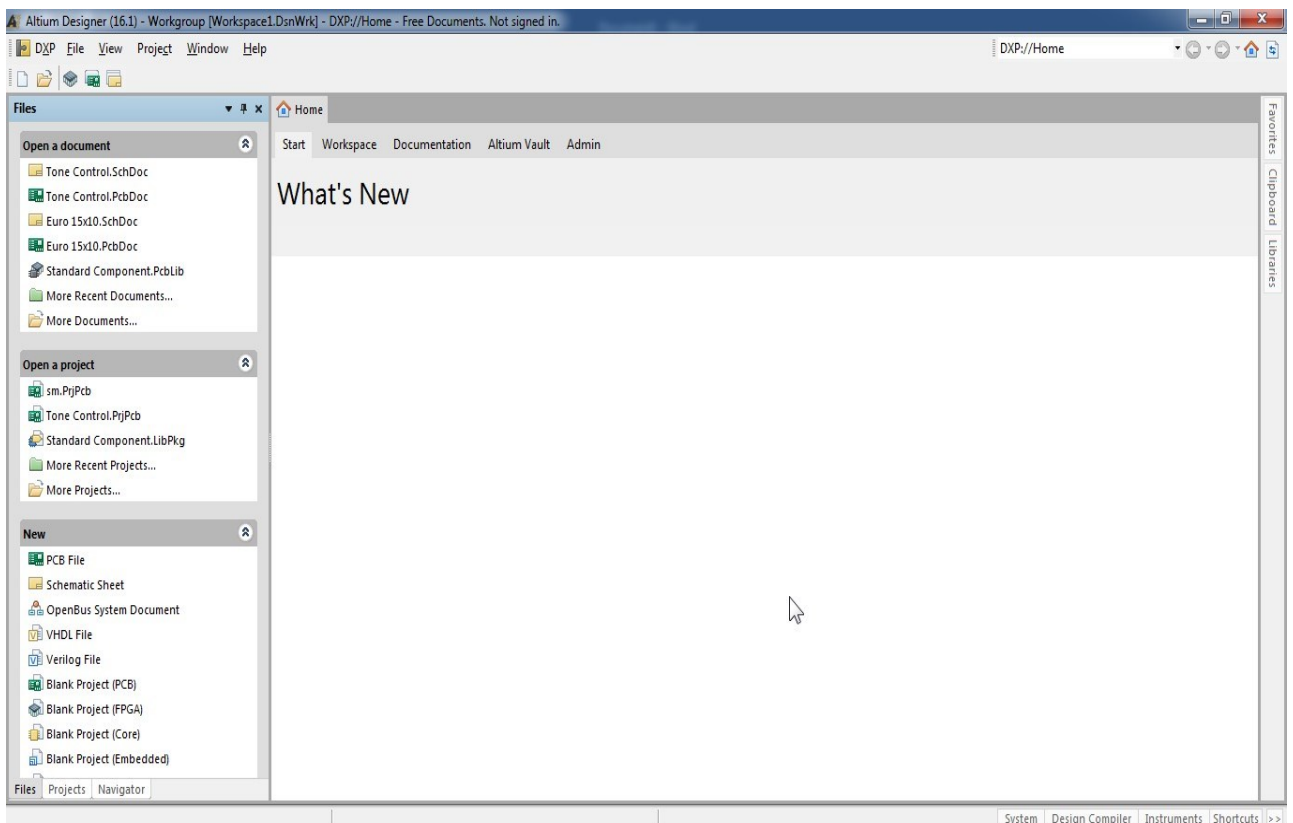 Altium Designer (16.1) - Workgroup [Workspace1.DsnWrk] - DXP://Home - Free Documents. Not signed in.
DXP File View Project Window Help
DXP://Home
Files
Home
Open a document
Tone Control.SchDoc
Tone Control.PcbDoc
Euro 15x10.SchDoc
Euro 15x10.PcbDoc
Standard Component.PcbLib
More Recent Documents...
More Documents...
Open a project
sm.PrjPcb
Tone Control.PrjPcb
Standard Component.LibPkg
More Recent Projects...
More Projects...
New
PCB File
Schematic Sheet
OpenBus System Document
VHDL File
Verilog File
Blank Project (PCB)
Blank Project (FPGA)
Blank Project (Core)
Blank Project (Embedded)
Files Projects Navigator
Start Workspace Documentation Altium Vault Admin
What's New
Favorites
Clipboard
Libraries
System Design Compiler Instruments Shortcuts >>